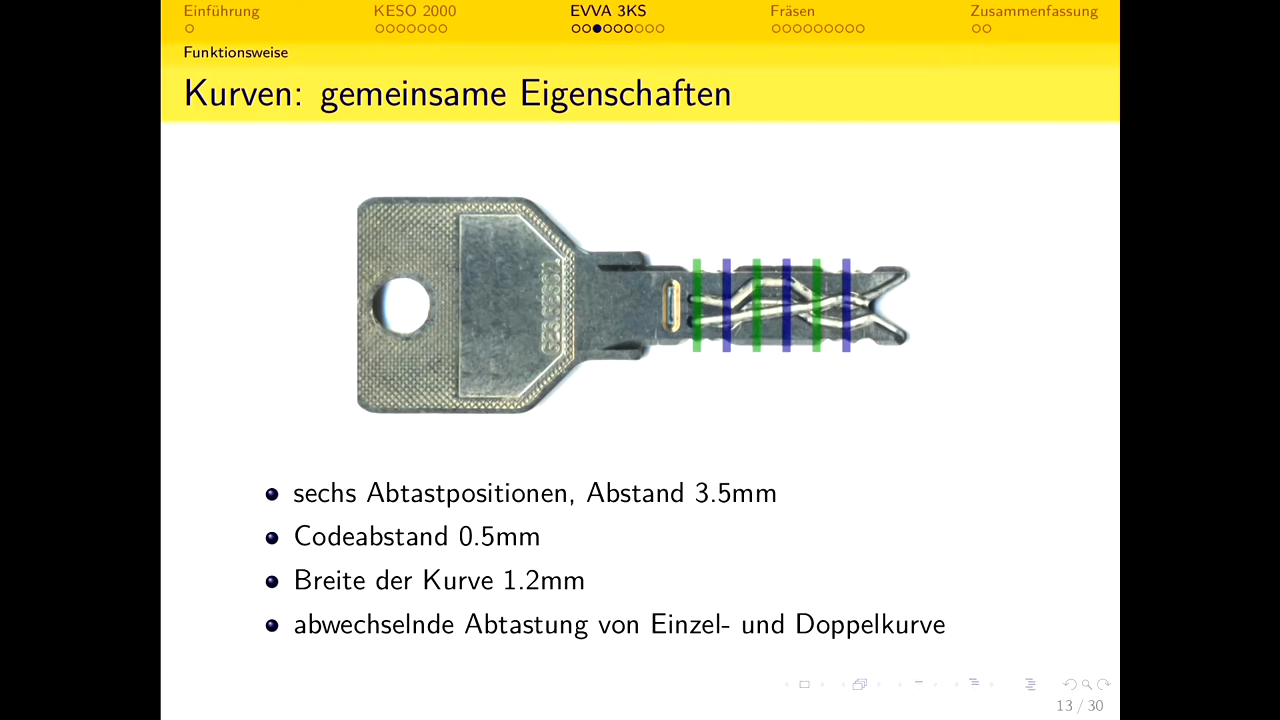 Einführung
KESO 2000
EVVA 3KS
Fräsen
Zusammenfassung
Funktionsweise
Kurven: gemeinsame Eigenschaften
sechs Abtastpositionen, Abstand 3.5mm
Codeabstand 0.5mm
Breite der Kurve 1.2mm
abwechselnde Abtastung von Einzel- und Doppelkurve
13 / 30